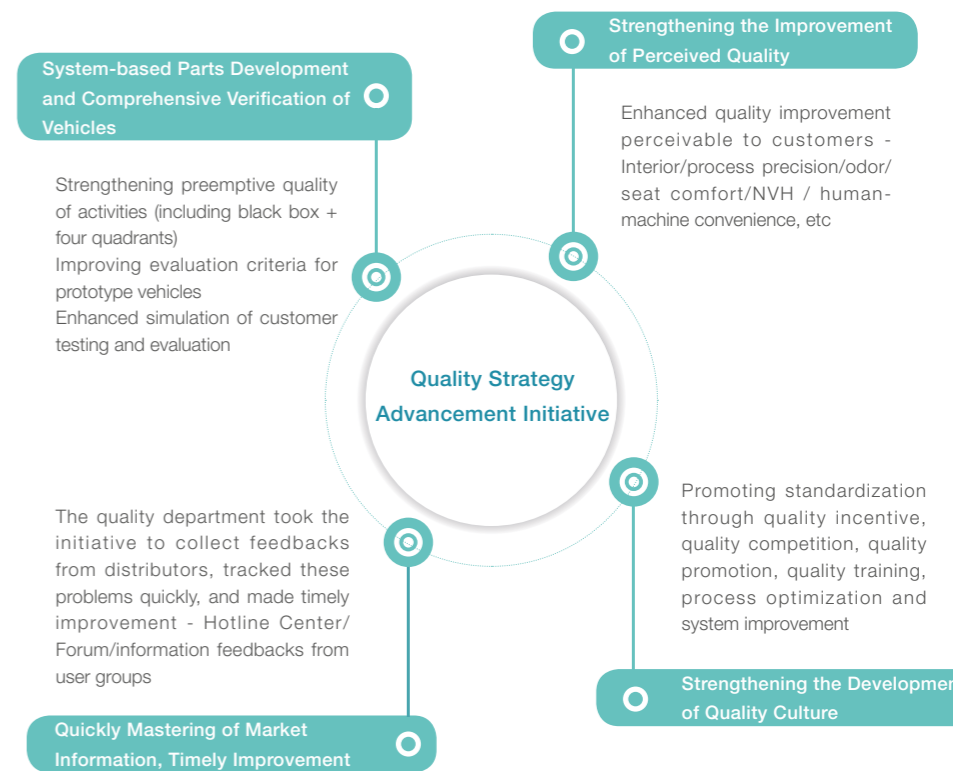 System-based Parts Development
and Comprehensive Verification of
Vehicles
Strengthening preemptive quality
of activities (including black box +
four quadrants)
Improving evaluation criteria for
prototype vehicles
Enhanced simulation of customer
testing and evaluation
Strengthening the Improvement
of Perceived Quality
Enhanced quality improvement
perceivable to customers -
Interior/process precision/odor/
seat comfort/NVH / human-
machine convenience, etc
Quality Strategy
Advancement Initiative
The quality department took the
initiative to collect feedbacks
from distributors, tracked these
problems quickly, and made timely
improvement - Hotline Center/
Forum/information feedbacks from
user groups
Quickly Mastering of Market
Information, Timely Improvement
Promoting standardization
through quality incentive,
quality competition, quality
promotion, quality training,
process optimization and
system improvement
Strengthening the Developmen
of Quality Culture